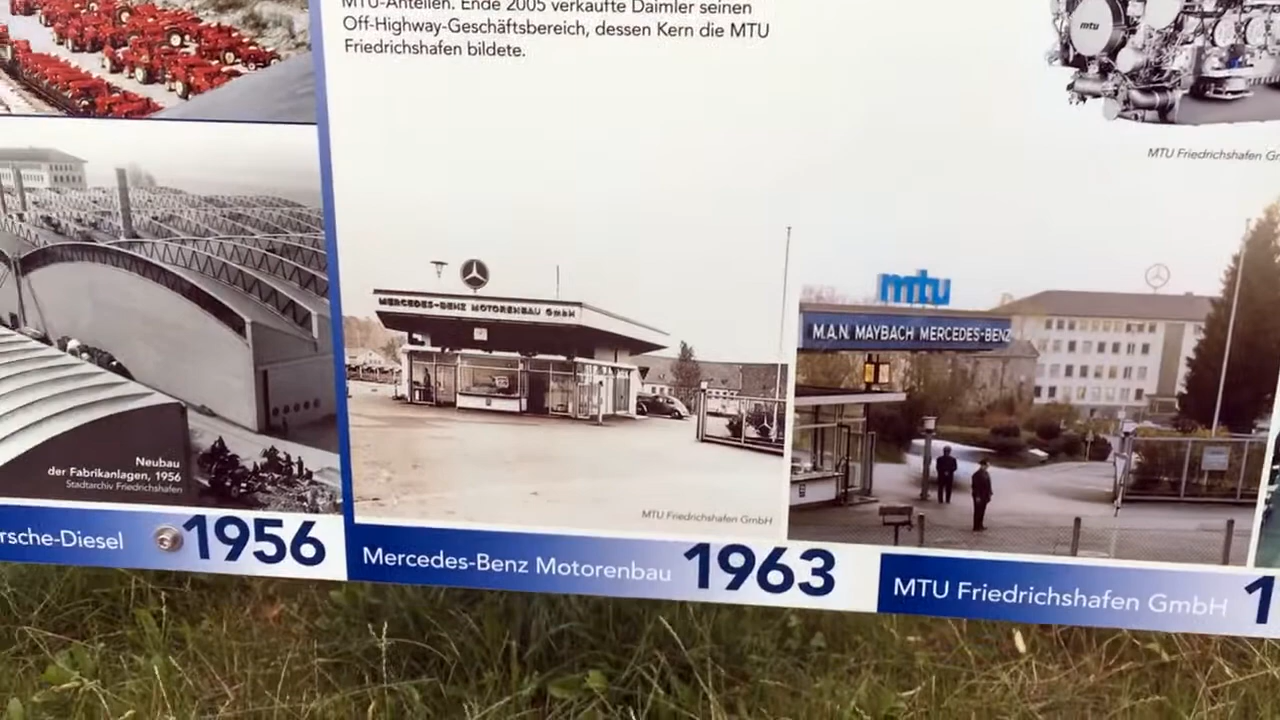 MTU-Anteilen. Ende 2005 verkaufte Daimler seinen
Off-Highway-Geschäftsbereich, dessen Kern die MTU
Friedrichshafen bildete.
mtu
MTU Friedrichshafen
MERCEDES-BENZ MOTORENBAU GmbH
mtu
M.A.N. MAYBACH MERCEDES-BENZ
Neubau
der Fabrikanlagen, 1956
Stadtarchiv Friedrichshafen
MTU Friedrichshafen GmbH
rsche-Diesel 1956
Mercedes-Benz Motorenbau 1963
MTU Friedrichshafen GmbH 1